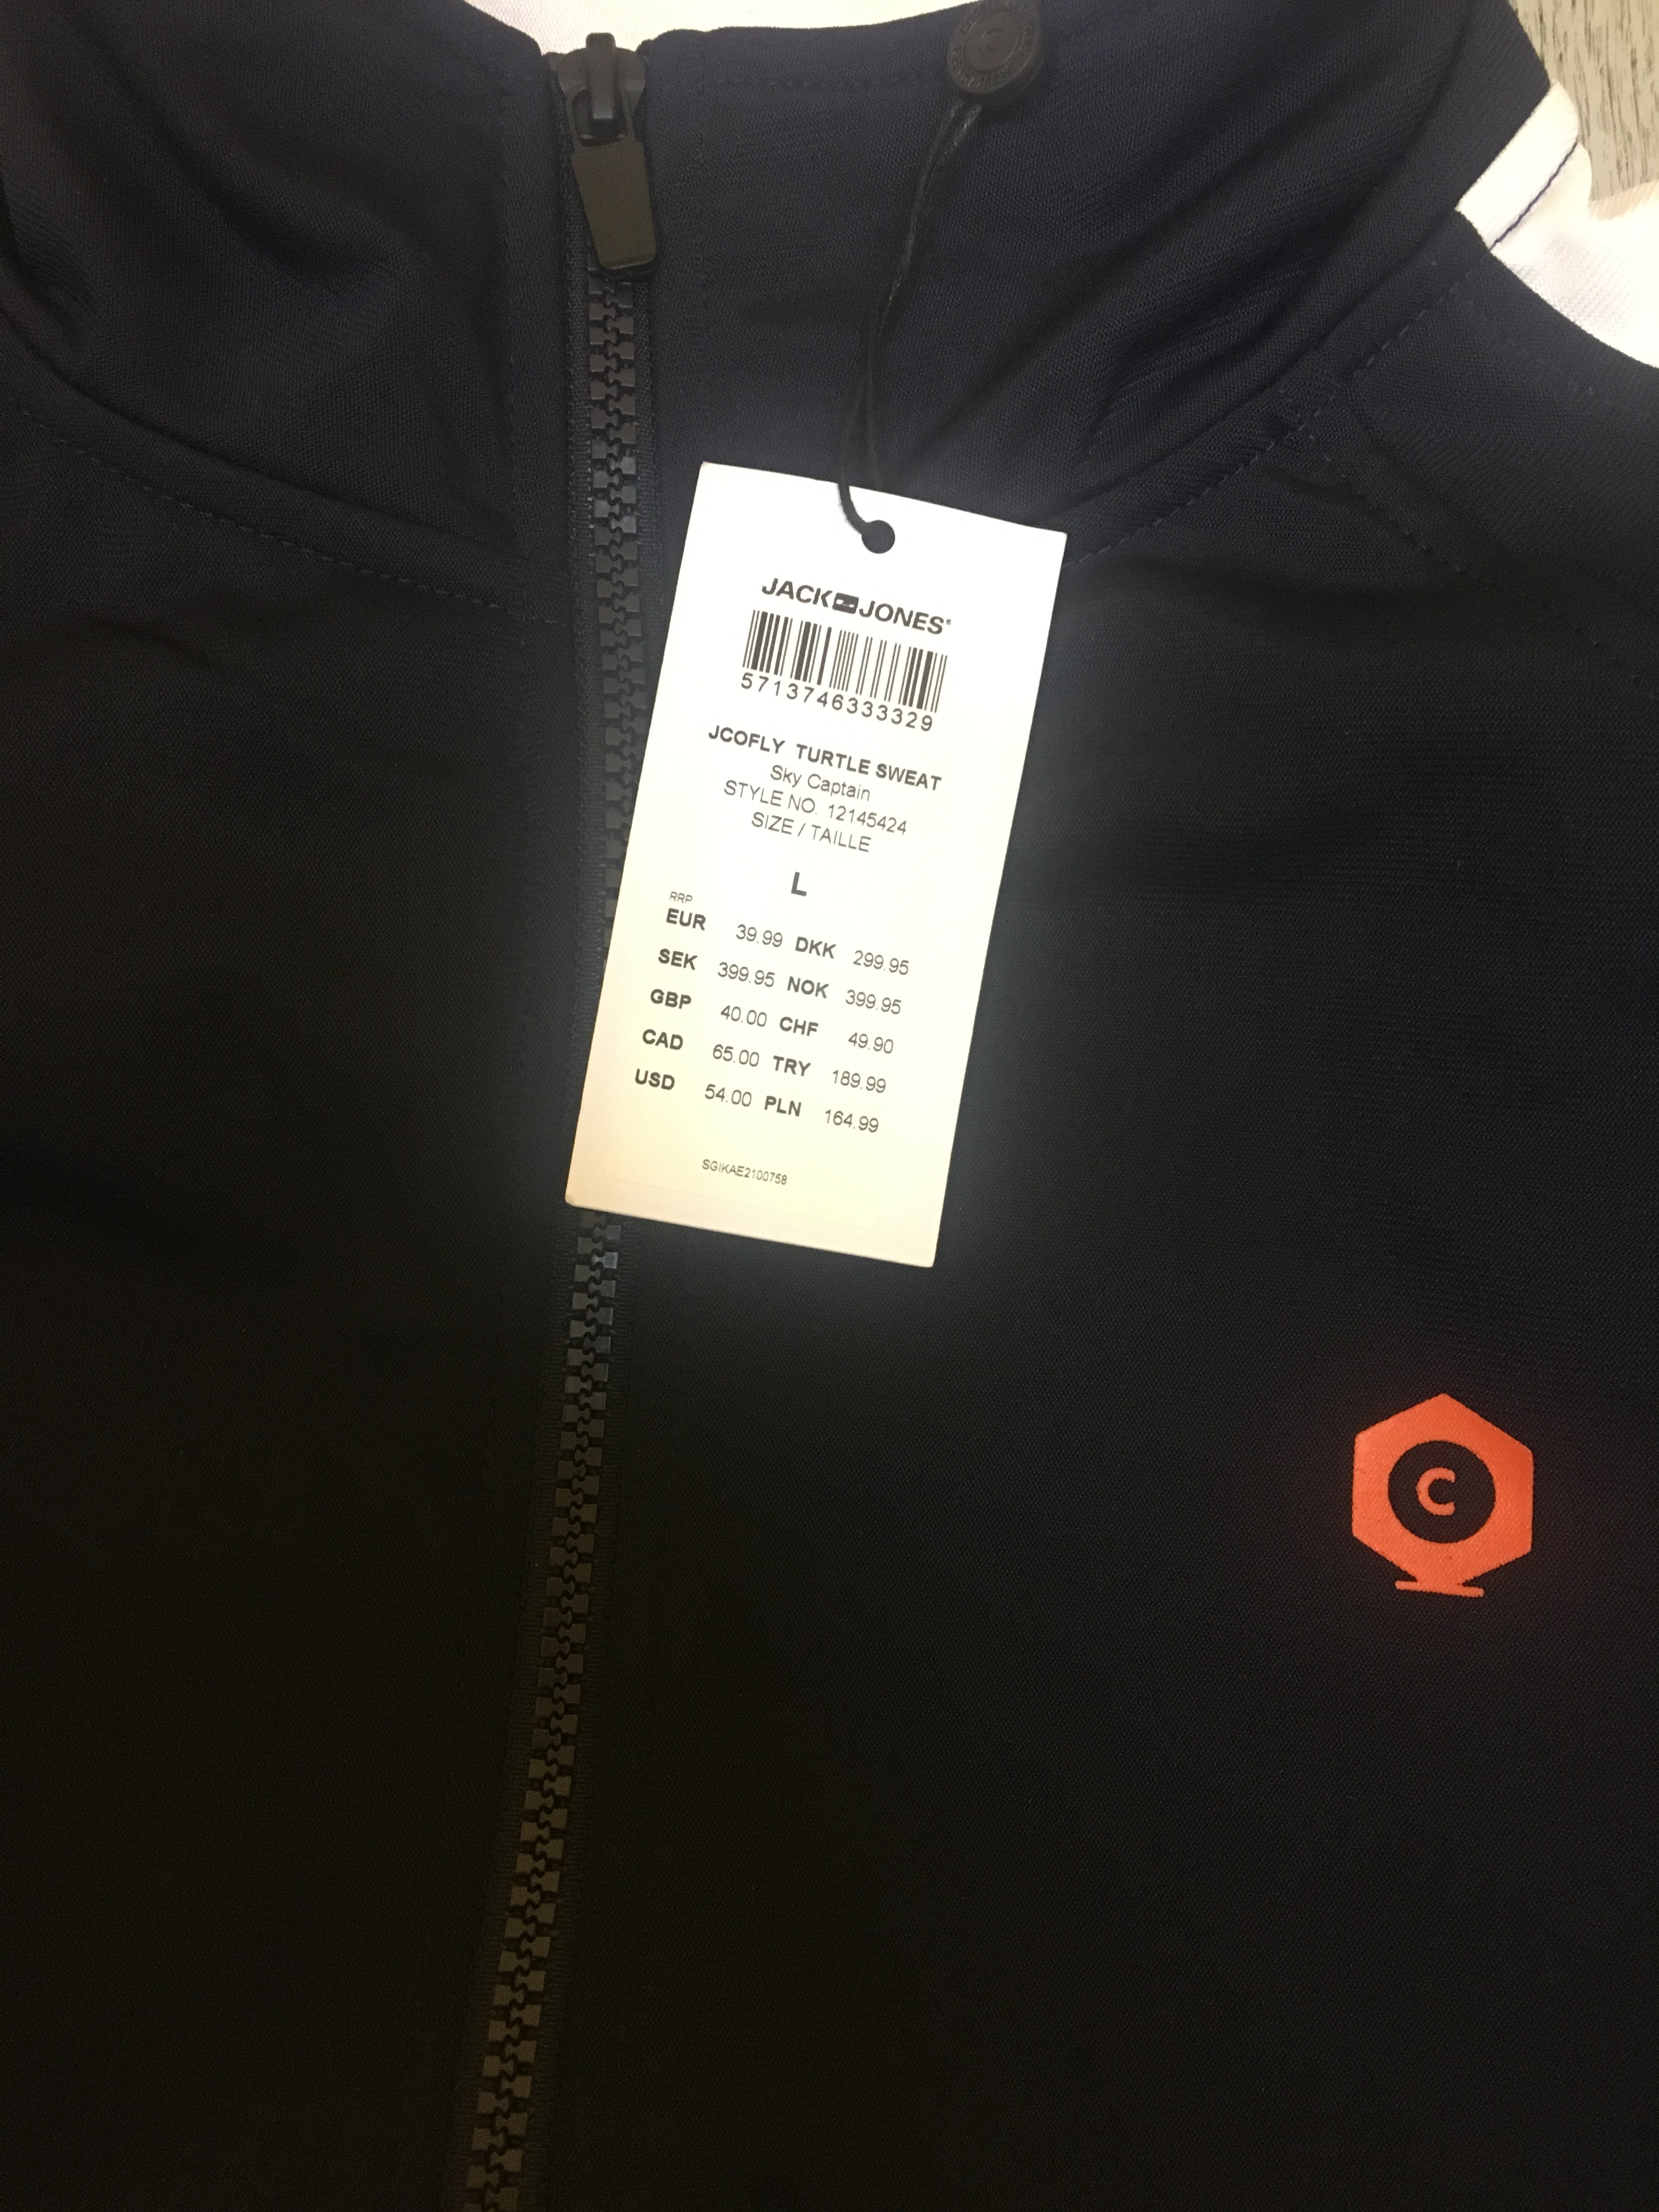 JACK JONES®
5713746333329
JCOFLY TURTLE SWEAT
Sky Captain
STYLE NO. 12145424
SIZE / TAILLE
L
RRP
EUR 39.99 DKK 299.95
SEK 399.95 NOK 399.95
GBP 40.00 CHF 49.90
CAD 65.00 TRY 189.99
USD 54.00 PLN 164.99
SGIKAE2100758
C